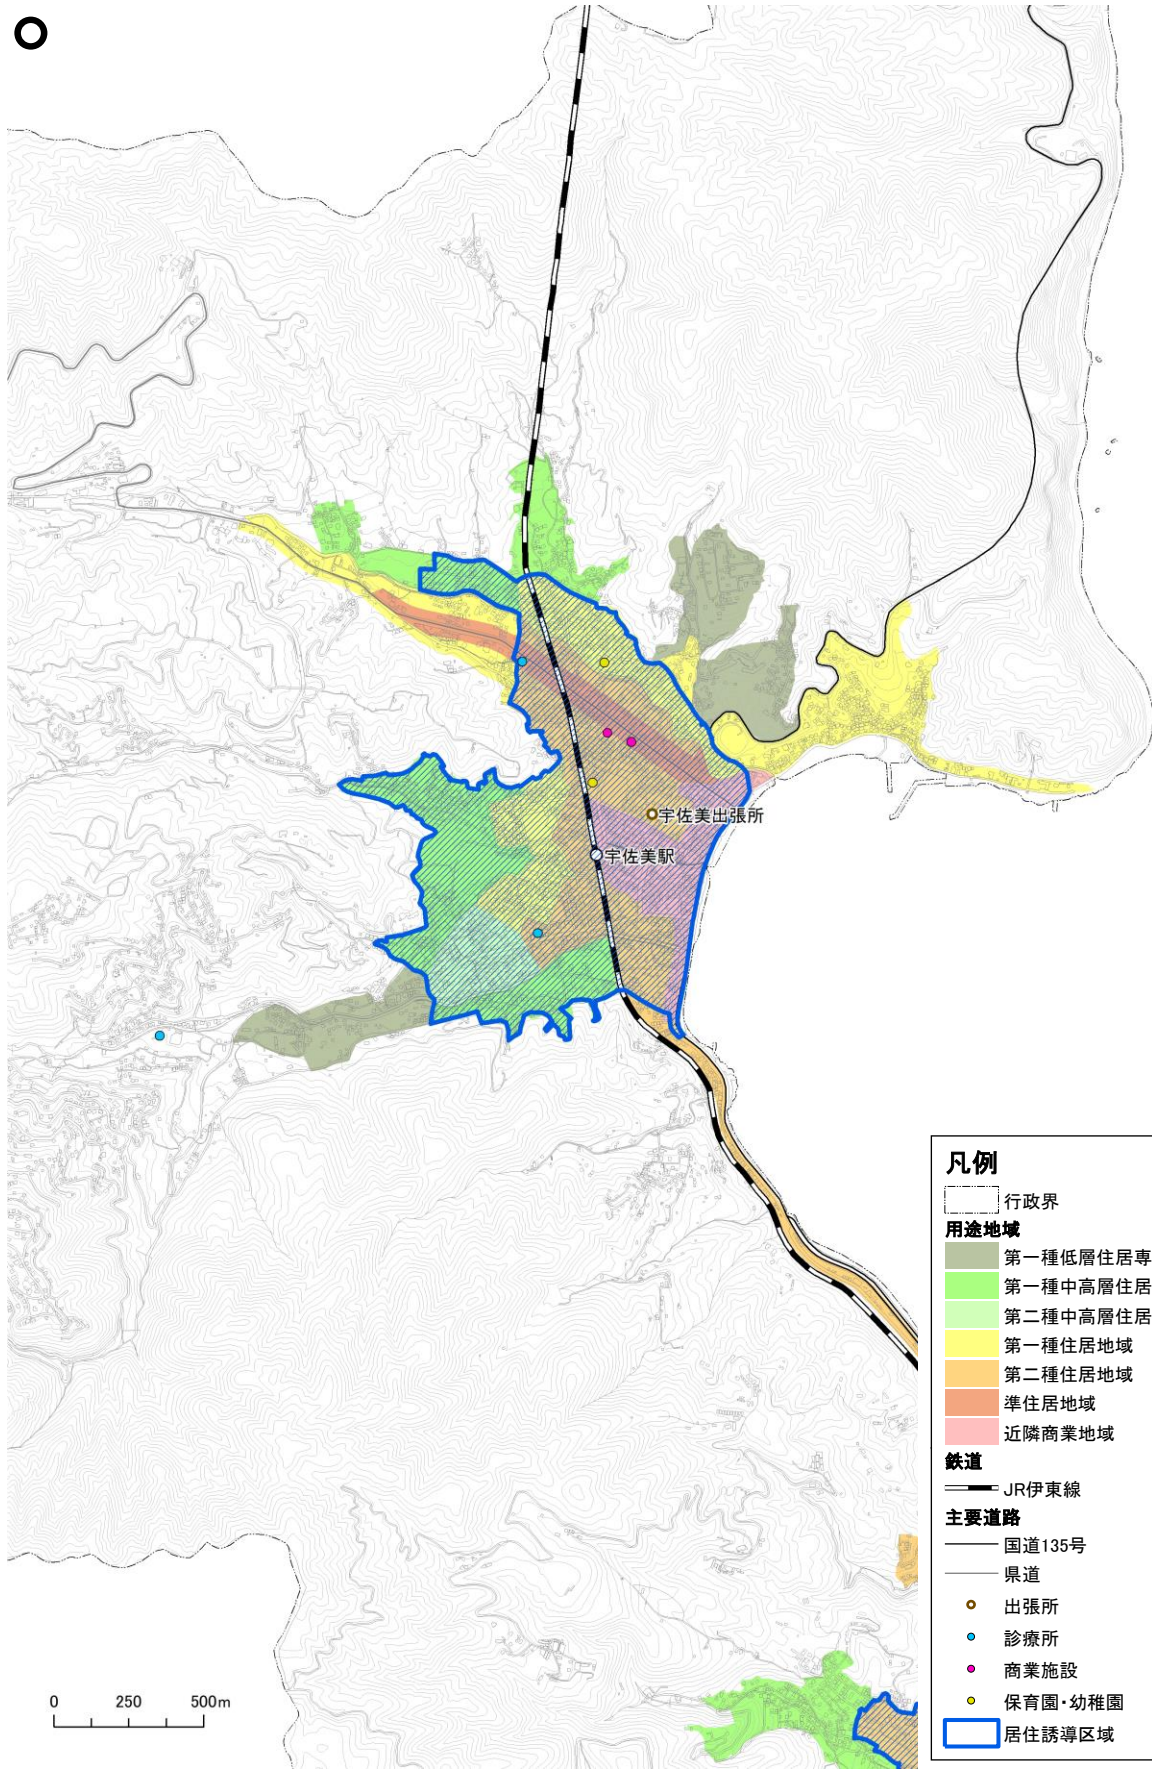 宇佐美出張所
宇佐美駅
凡例
行政界
用途地域
第一種低層住居専
第一種中高層住居
第二種中高層住居
第一種住居地域
第二種住居地域
準住居地域
近隣商業地域
鉄道
JR伊東線
主要道路
国道135号
県道
出張所
診療所
商業施設
保育園・幼稚園
居住誘導区域
0 250 500m